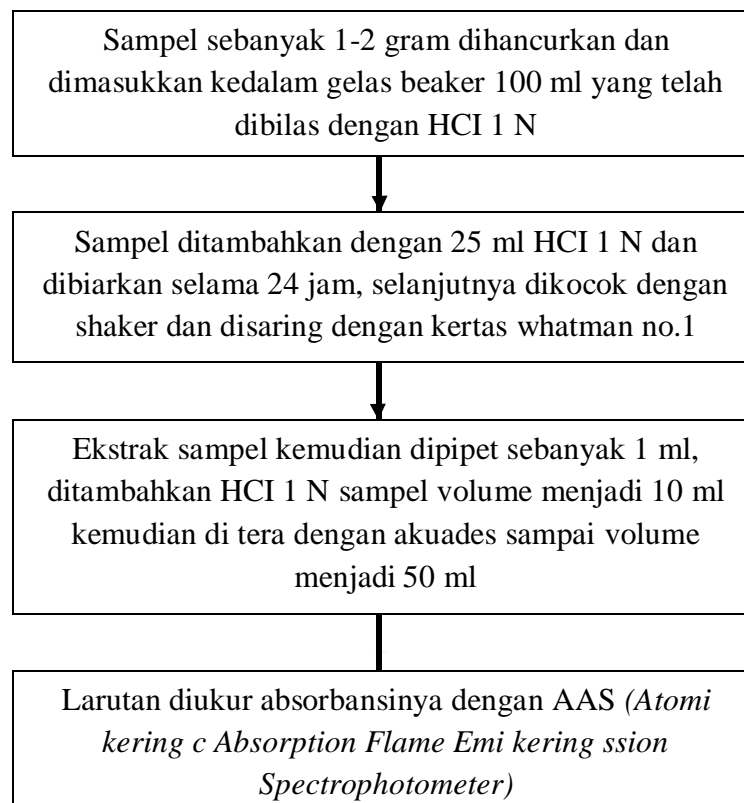 Sampel sebanyak 1-2 gram dihancurkan dan
dimasukkan kedalam gelas beaker 100 ml yang telah
dibilas dengan HCI 1 N
Sampel ditambahkan dengan 25 ml HCI 1 N dan
dibiarkan selama 24 jam, selanjutnya dikocok dengan
shaker dan disaring dengan kertas whatman no.1
Ekstrak sampel kemudian dipipet sebanyak 1 ml,
ditambahkan HCI 1 N sampel volume menjadi 10 ml
kemudian di tera dengan akuades sampai volume
menjadi 50 ml
Larutan diukur absorbansinya dengan AAS (Atomi
kering c Absorption Flame Emi kering ssion
Spectrophotometer)